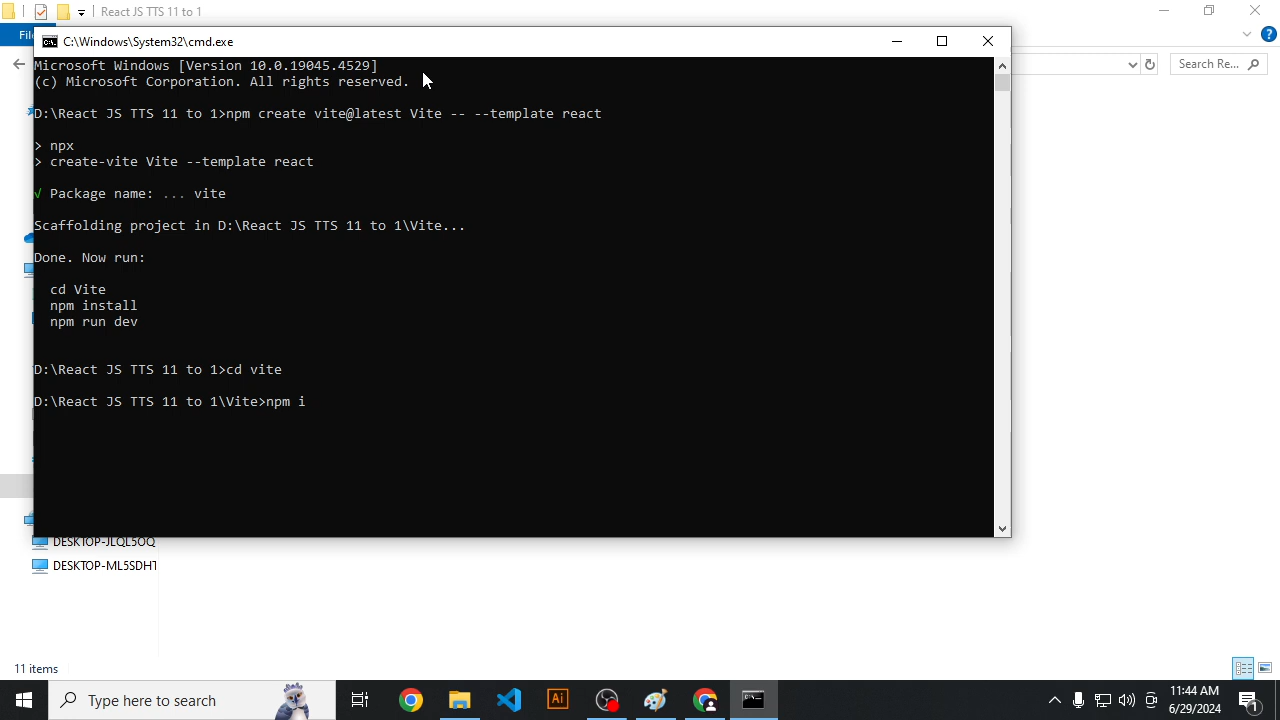 React JS TTS 11 to 1
C:\Windows\System32\cmd.exe
Search Re...
Microsoft Windows [Version 10.0.19045.4529]
(c) Microsoft Corporation. All rights reserved.
D:\React JS TTS 11 to 1>npm create vite@latest Vite -- --template react
> npx
> create-vite Vite --template react
√ Package name: ... vite
Scaffolding project in D:\React JS TTS 11 to 1\Vite...
Done. Now run:
cd Vite
npm install
npm run dev
D:\React JS TTS 11 to 1>cd vite
D:\React JS TTS 11 to 1\Vite>npm i
DESKTOP-JLQL5OQ
DESKTOP-ML5SDH
11 items
Type here to search
Ai
11:44 AM
6/29/2024
1